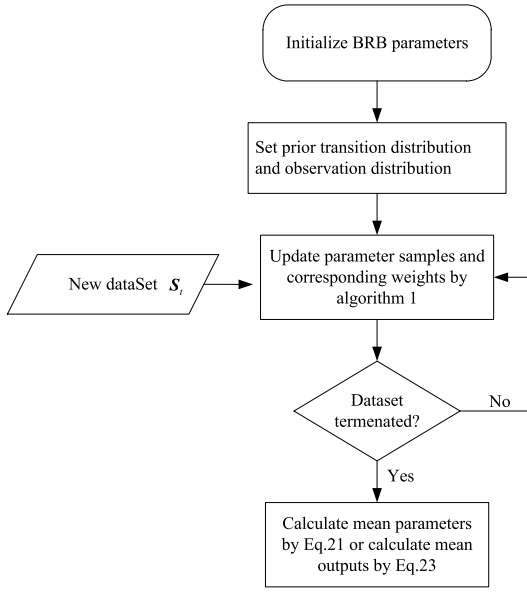 Initialize BRB parameters
Set prior transition distribution
and observation distribution
New dataSet St
Update parameter samples and
corresponding weights by
algorithm 1
Dataset
termenated?
No
Yes
Calculate mean parameters
by Eq.21 or calculate mean
outputs by Eq.23